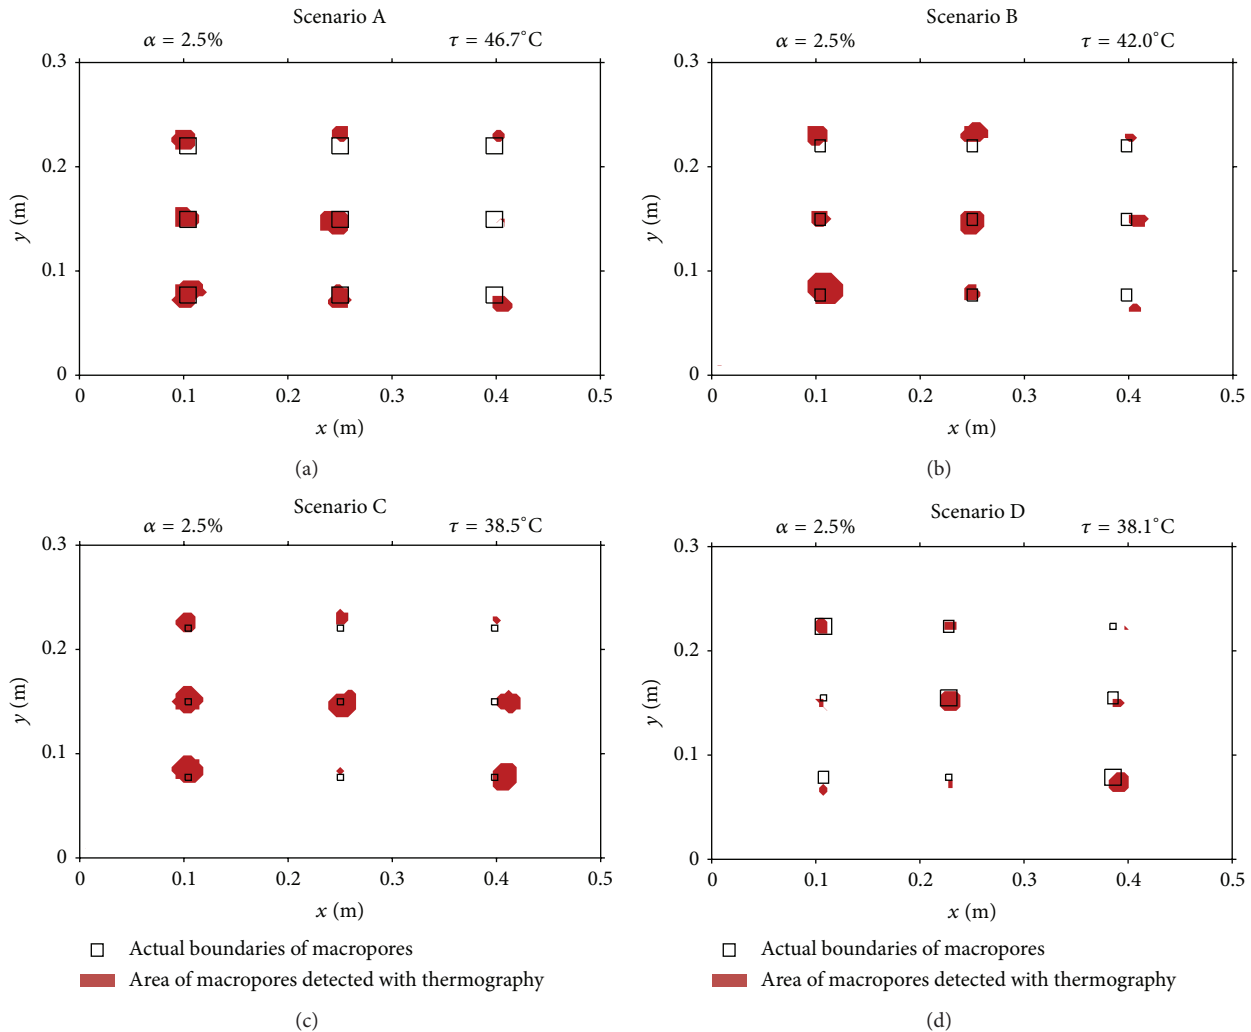 Scenario A
α = 2.5% τ = 46.7°C
0.3
0.2
0.1
0
y (m)
0 0.1 0.2 0.3 0.4 0.5
x (m)
(a)
Scenario B
α = 2.5% τ = 42.0°C
0.3
0.2
0.1
0
y (m)
0 0.1 0.2 0.3 0.4 0.5
x (m)
(b)
Scenario C
α = 2.5% τ = 38.5°C
0.3
0.2
0.1
0
y (m)
0 0.1 0.2 0.3 0.4 0.5
x (m)
Actual boundaries of macropores
Area of macropores detected with thermography
(c)
Scenario D
α = 2.5% τ = 38.1°C
0.3
0.2
0.1
0
y (m)
0 0.1 0.2 0.3 0.4 0.5
x (m)
Actual boundaries of macropores
Area of macropores detected with thermography
(d)